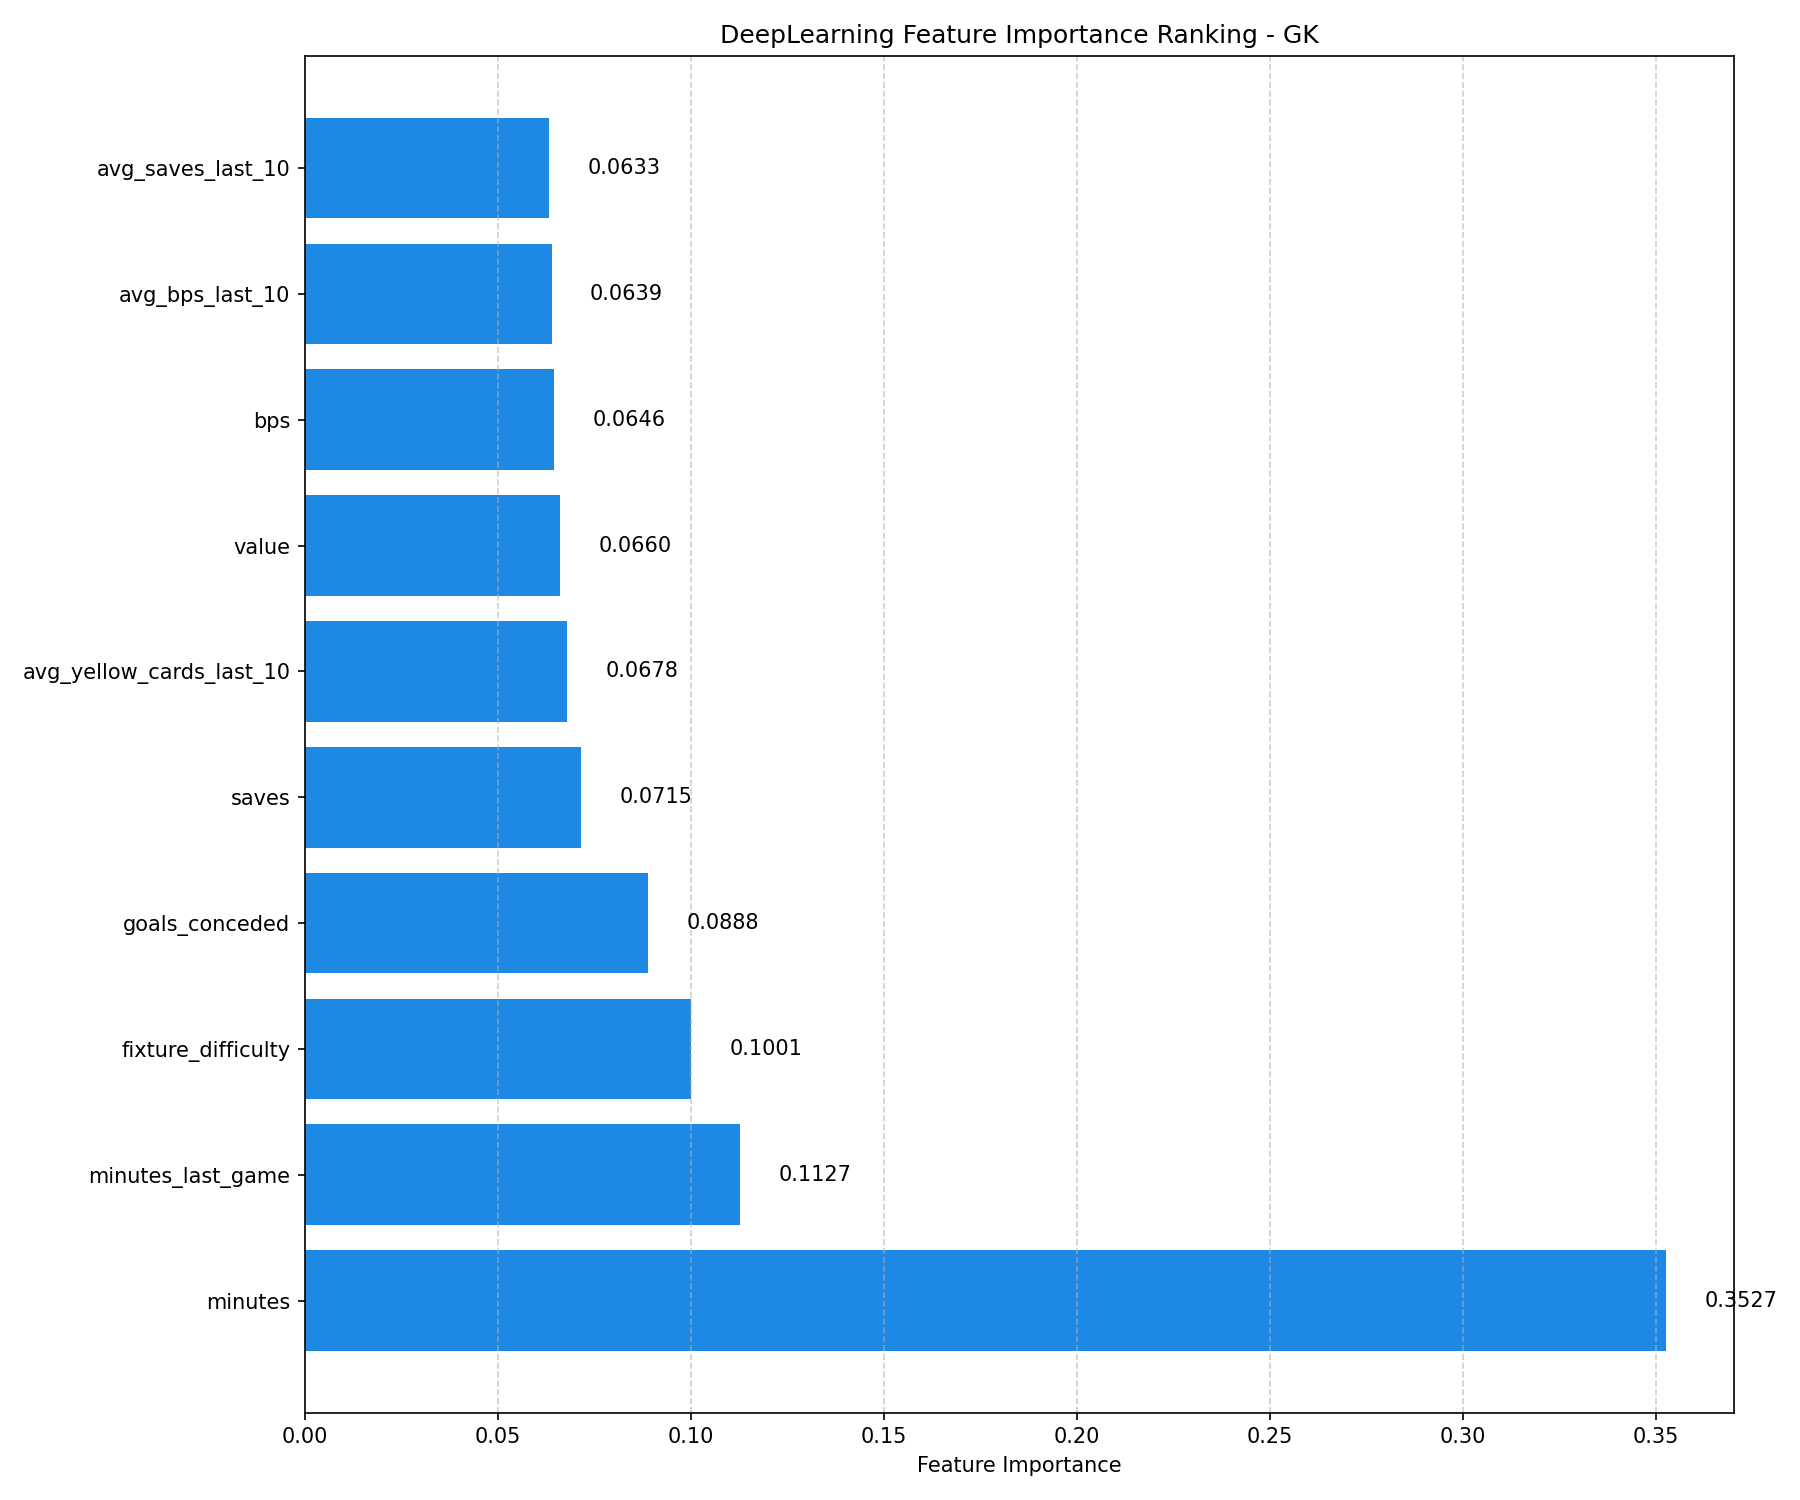 DeepLearning Feature Importance Ranking - GK
avg_saves_last_10 0.0633
avg_bps_last_10 0.0639
bps 0.0646
value 0.0660
avg_yellow_cards_last_10 0.0678
saves 0.0715
goals_conceded 0.0888
fixture_difficulty 0.1001
minutes_last_game 0.1127
minutes 0.3527
0.00 0.05 0.10 0.15 0.20 0.25 0.30 0.35
Feature Importance